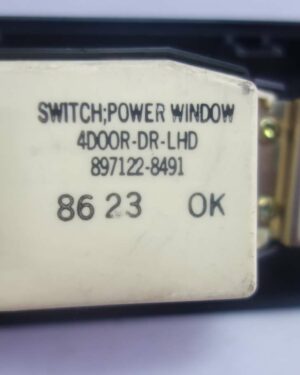 SWITCH;POWER WINDOW
4DOOR-DR-LHD
897122-8491
86 23 OK